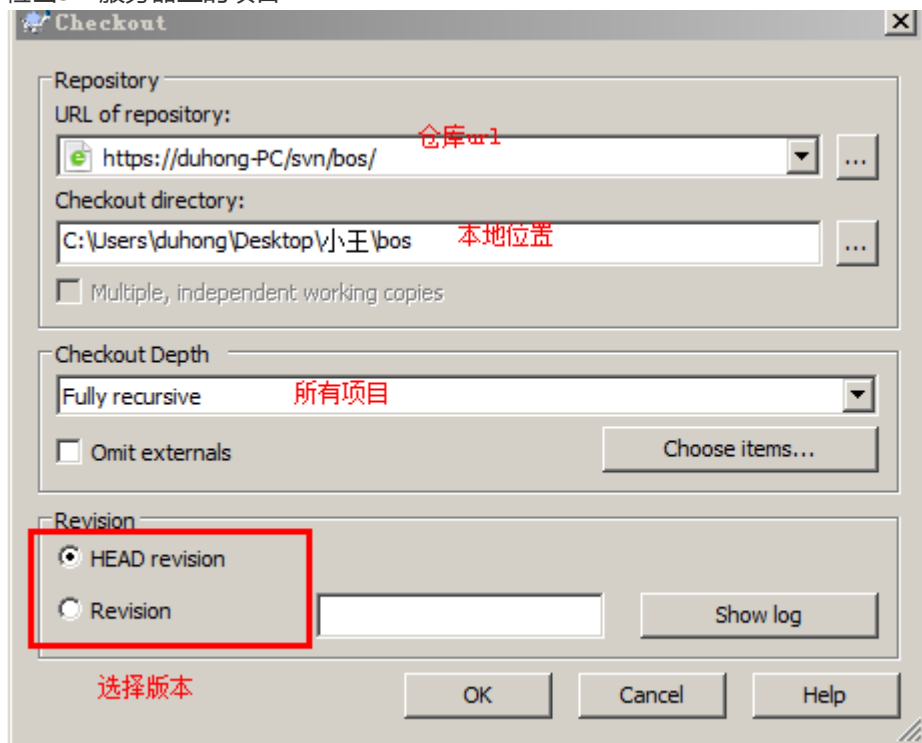 Checkout
Repository
URL of repository:
仓库url
https://duhong-PC/svn/bos/
...
Checkout directory:
C:\Users\duhong\Desktop\小王\bos 本地位置
...
Multiple, independent working copies
Checkout Depth
Fully recursive 所有项目
Omit externals
Choose items...
Revision
HEAD revision
Revision
Show log
选择版本
OK Cancel Help